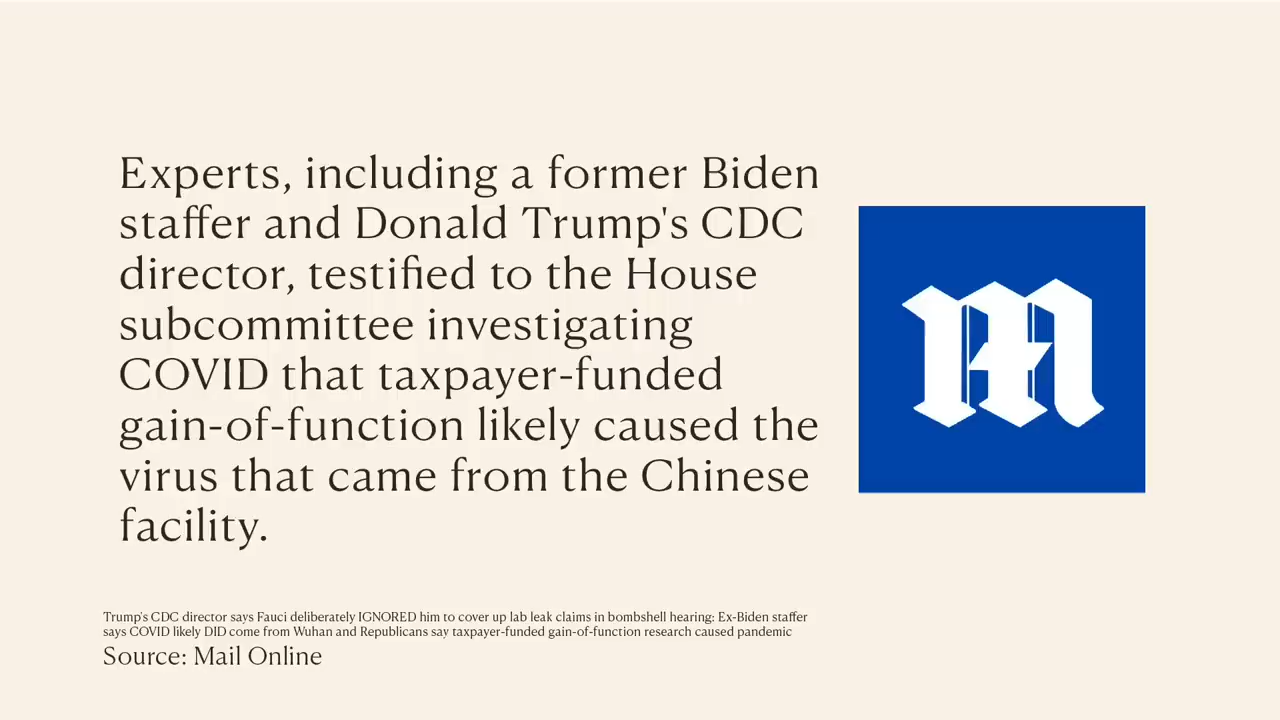 Experts, including a former Biden
staffer and Donald Trump's CDC
director, testified to the House
subcommittee investigating
COVID that taxpayer-funded
gain-of-function likely caused the
virus that came from the Chinese
facility.
m
Trump's CDC director says Fauci deliberately IGNORED him to cover up lab leak claims in bombshell hearing: Ex-Biden staffer
says COVID likely DID come from Wuhan and Republicans say taxpayer-funded gain-of-function research caused pandemic
Source: Mail Online